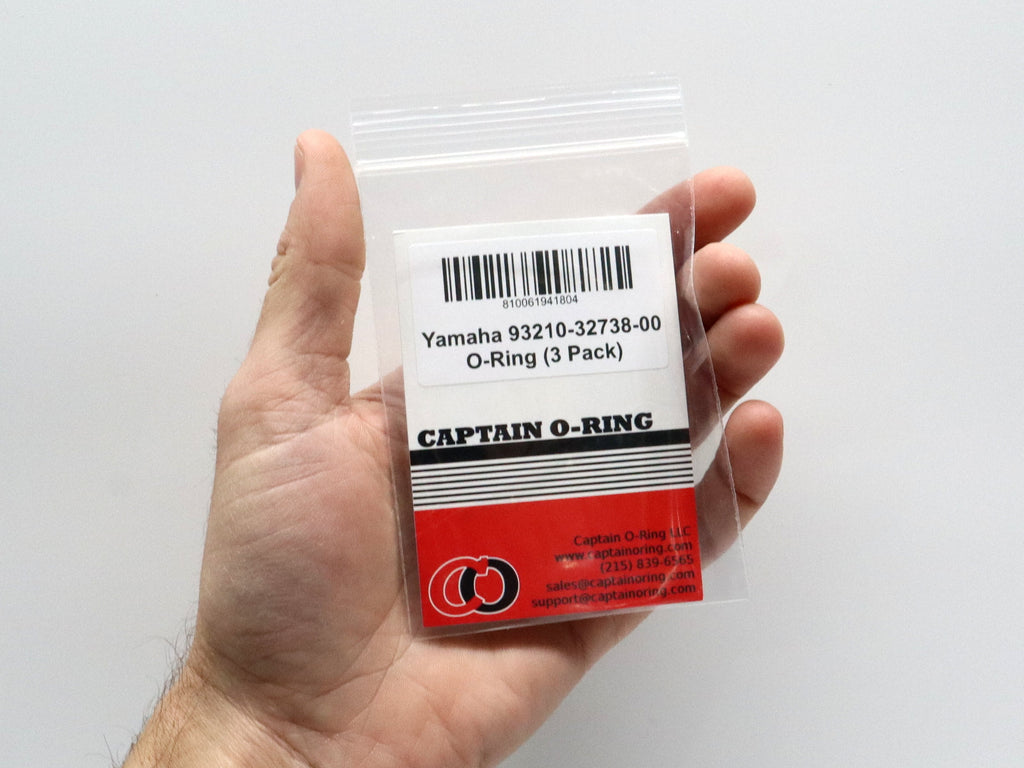 810061941804
Yamaha 93210-32738-00
O-Ring (3 Pack)
CAPTAIN O-RING
Captain O-Ring LLC
www.captainoring.com
(215) 839-6565
sales@captainoring.com
support@captainoring.com